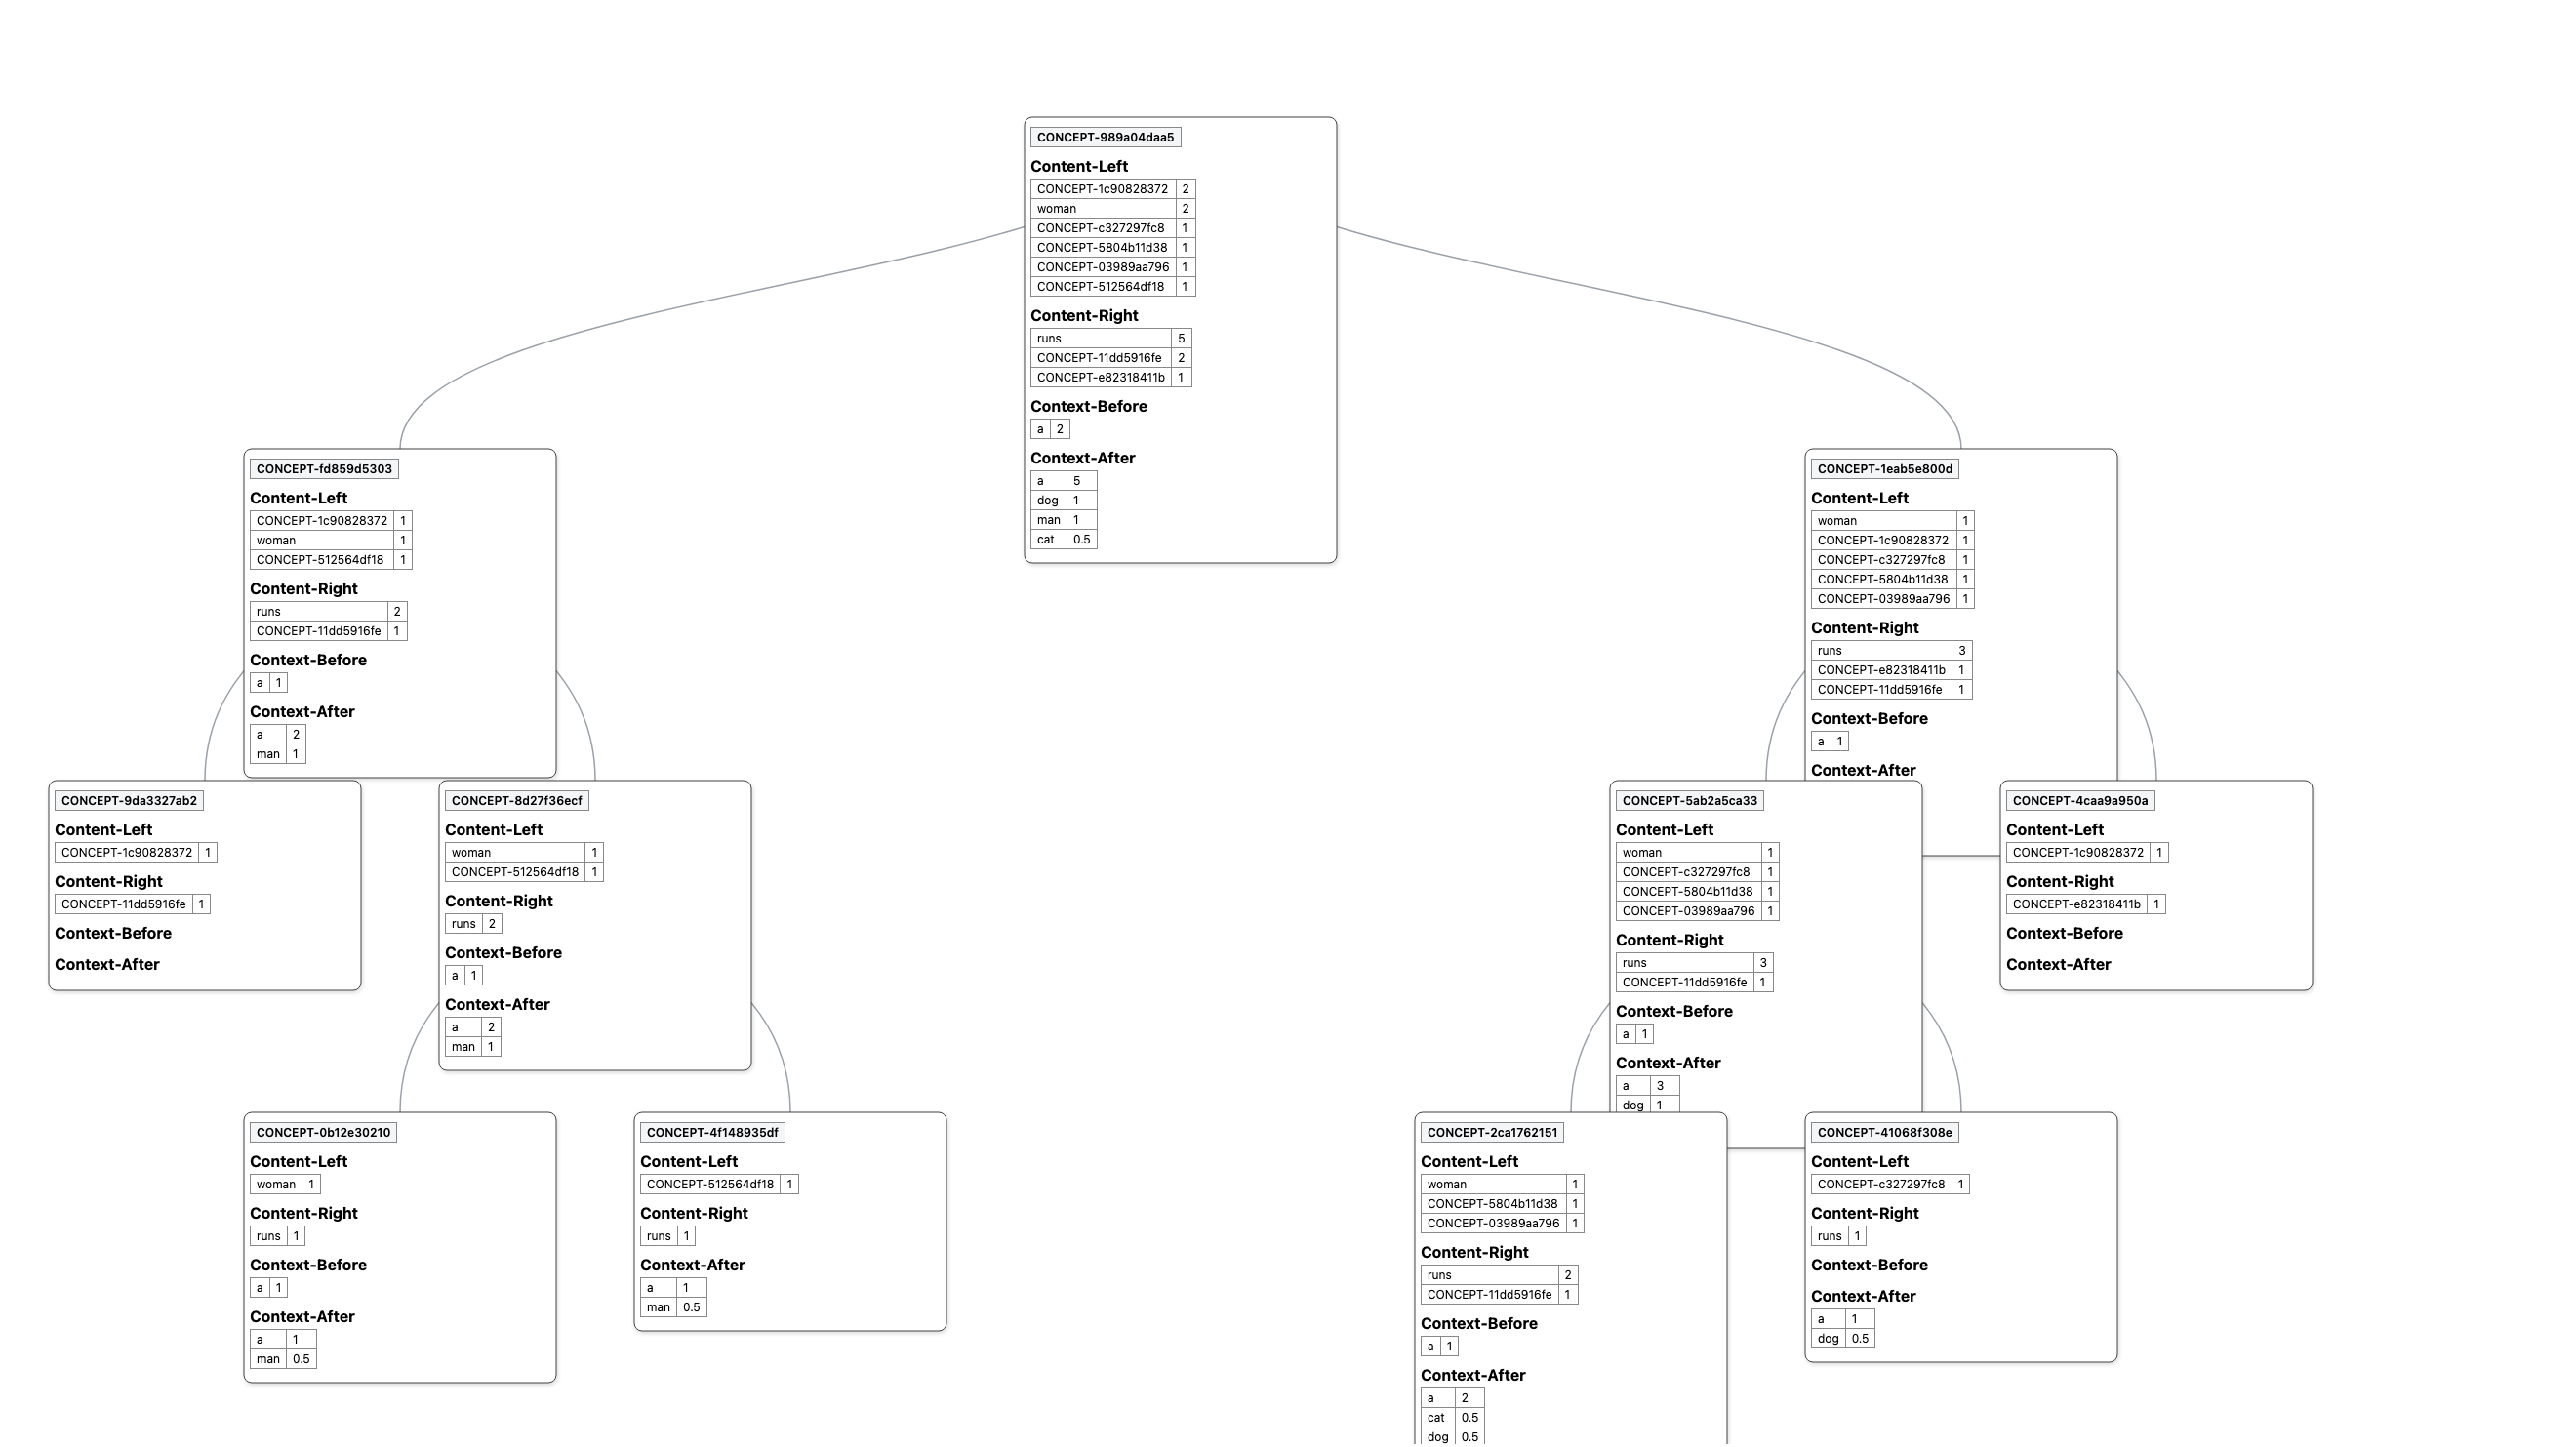 CONCEPT-989a04daa5
Content-Left
CONCEPT-1c90828372 2
woman 2
CONCEPT-c327297fc8 1
CONCEPT-5804b11d38 1
CONCEPT-03989aa796 1
CONCEPT-512564df18 1
Content-Right
runs 5
CONCEPT-11dd5916fe 2
CONCEPT-e82318411b 1
Context-Before
a 2
Context-After
a 5
dog 1
man 1
cat 0.5
CONCEPT-fd859d5303
Content-Left
CONCEPT-1c90828372 1
woman 1
CONCEPT-512564df18 1
Content-Right
runs 2
CONCEPT-11dd5916fe 1
Context-Before
a 1
Context-After
a 2
man 1
CONCEPT-1eab5e800d
Content-Left
woman 1
CONCEPT-1c90828372 1
CONCEPT-c327297fc8 1
CONCEPT-5804b11d38 1
CONCEPT-03989aa796 1
Content-Right
runs 3
CONCEPT-e82318411b 1
CONCEPT-11dd5916fe 1
Context-Before
a 1
Context-After
CONCEPT-9da3327ab2
Content-Left
CONCEPT-1c90828372 1
Content-Right
CONCEPT-11dd5916fe 1
Context-Before
Context-After
CONCEPT-8d27f36ecf
Content-Left
woman 1
CONCEPT-512564df18 1
Content-Right
runs 2
Context-Before
a 1
Context-After
a 2
man 1
CONCEPT-5ab2a5ca33
Content-Left
woman 1
CONCEPT-c327297fc8 1
CONCEPT-5804b11d38 1
CONCEPT-03989aa796 1
Content-Right
runs 3
CONCEPT-11dd5916fe 1
Context-Before
a 1
Context-After
a 3
dog 1
CONCEPT-4caa9a950a
Content-Left
CONCEPT-1c90828372 1
Content-Right
CONCEPT-e82318411b 1
Context-Before
Context-After
CONCEPT-0b12e30210
Content-Left
woman 1
Content-Right
runs 1
Context-Before
a 1
Context-After
a 1
man 0.5
CONCEPT-4f148935df
Content-Left
CONCEPT-512564df18 1
Content-Right
runs 1
Context-After
a 1
man 0.5
CONCEPT-2ca1762151
Content-Left
woman 1
CONCEPT-5804b11d38 1
CONCEPT-03989aa796 1
Content-Right
runs 2
CONCEPT-11dd5916fe 1
Context-Before
a 1
Context-After
a 2
cat 0.5
dog 0.5
CONCEPT-41068f308e
Content-Left
CONCEPT-c327297fc8 1
Content-Right
runs 1
Context-Before
Context-After
a 1
dog 0.5